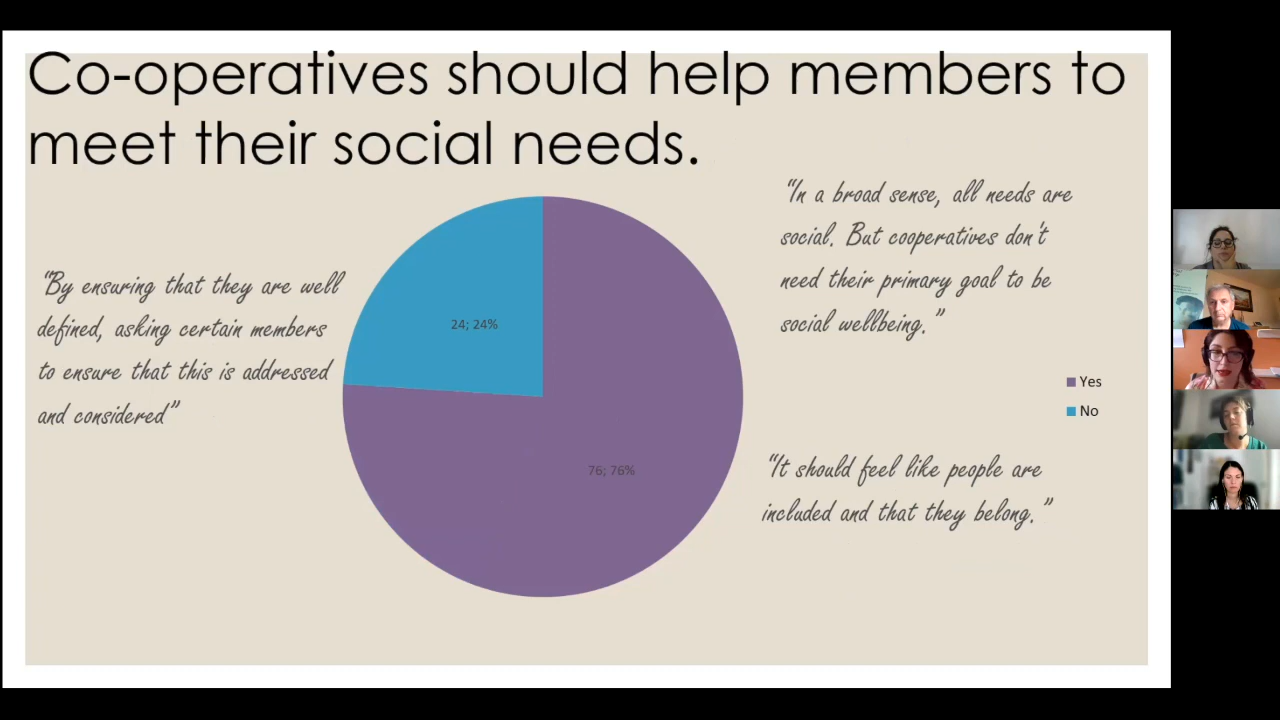 Co-operatives should help members to
meet their social needs.
“By ensuring that they are well
defined, asking certain members
to ensure that this is addressed
and considered”
24; 24%
76; 76%
“In a broad sense, all needs are
social. But cooperatives don't
need their primary goal to be
social wellbeing.”
Yes
No
“It should feel like people are
included and that they belong.”